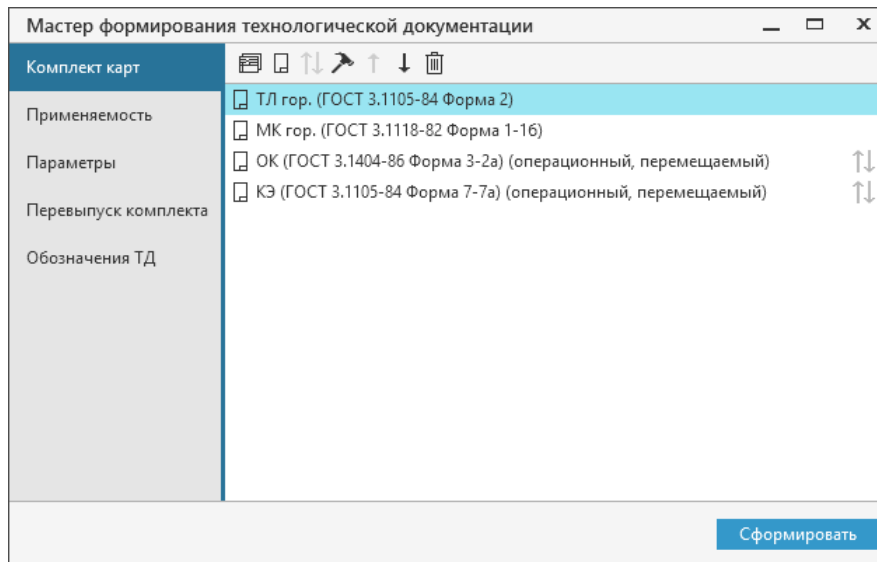 Мастер формирования технологической документации
Комплект карт
Применяемость
Параметры
Перевыпуск комплекта
Обозначения ТД
ТЛ гор. (ГОСТ 3.1105-84 Форма 2)
МК гор. (ГОСТ 3.1118-82 Форма 1-16)
ОК (ГОСТ 3.1404-86 Форма 3-2а) (операционный, перемещаемый)
КЭ (ГОСТ 3.1105-84 Форма 7-7а) (операционный, перемещаемый)
Сформировать